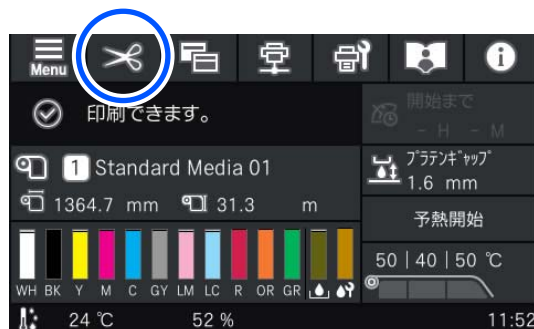 Menu
印刷できます。
開始まで
- H - M
1 Standard Media 01
プラテンギャップ
1.6 mm
1364.7 mm 31.3 m
予熱開始
50 | 40 | 50 ℃
WH BK Y M C GY LM LC R OR GR
24 ℃ 52 % 11:52